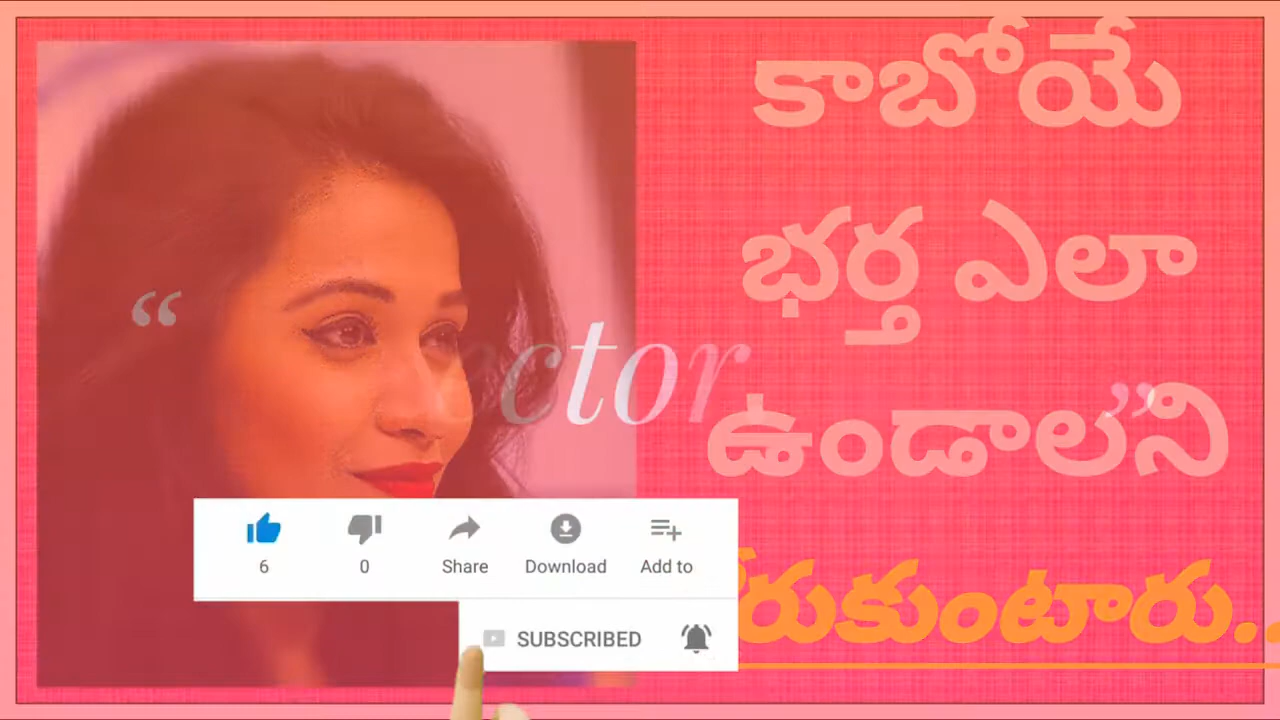 కాబోయే
భర్త ఎలా
ఉండాలని
“ ctor ”
6 0 Share Download Add to
SUBSCRIBED